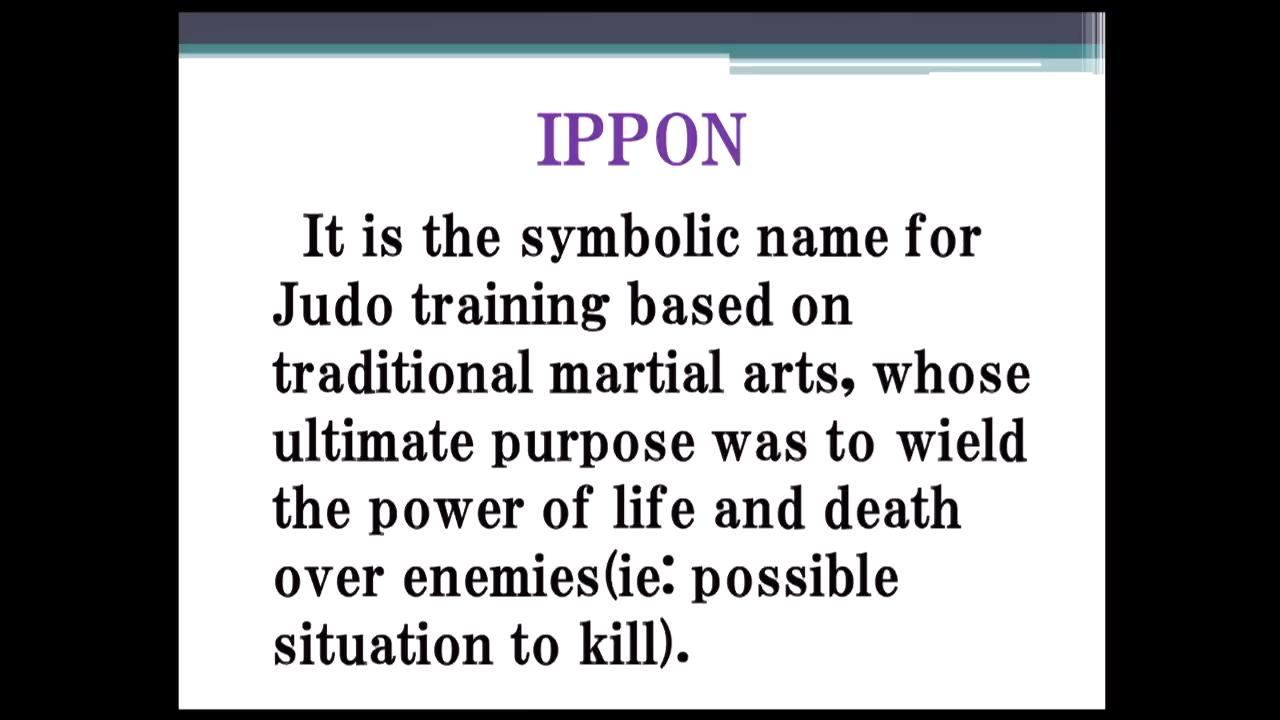 IPPON
It is the symbolic name for
Judo training based on
traditional martial arts, whose
ultimate purpose was to wield
the power of life and death
over enemies(ie: possible
situation to kill).